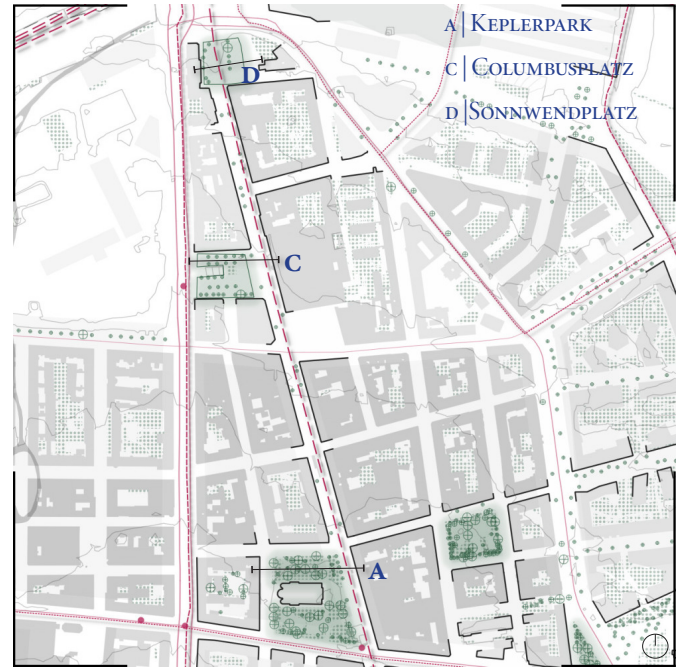 A | KEPLERPARK
C | COLUMBUSPLATZ
D | SONNWENDPLATZ
D
C
A